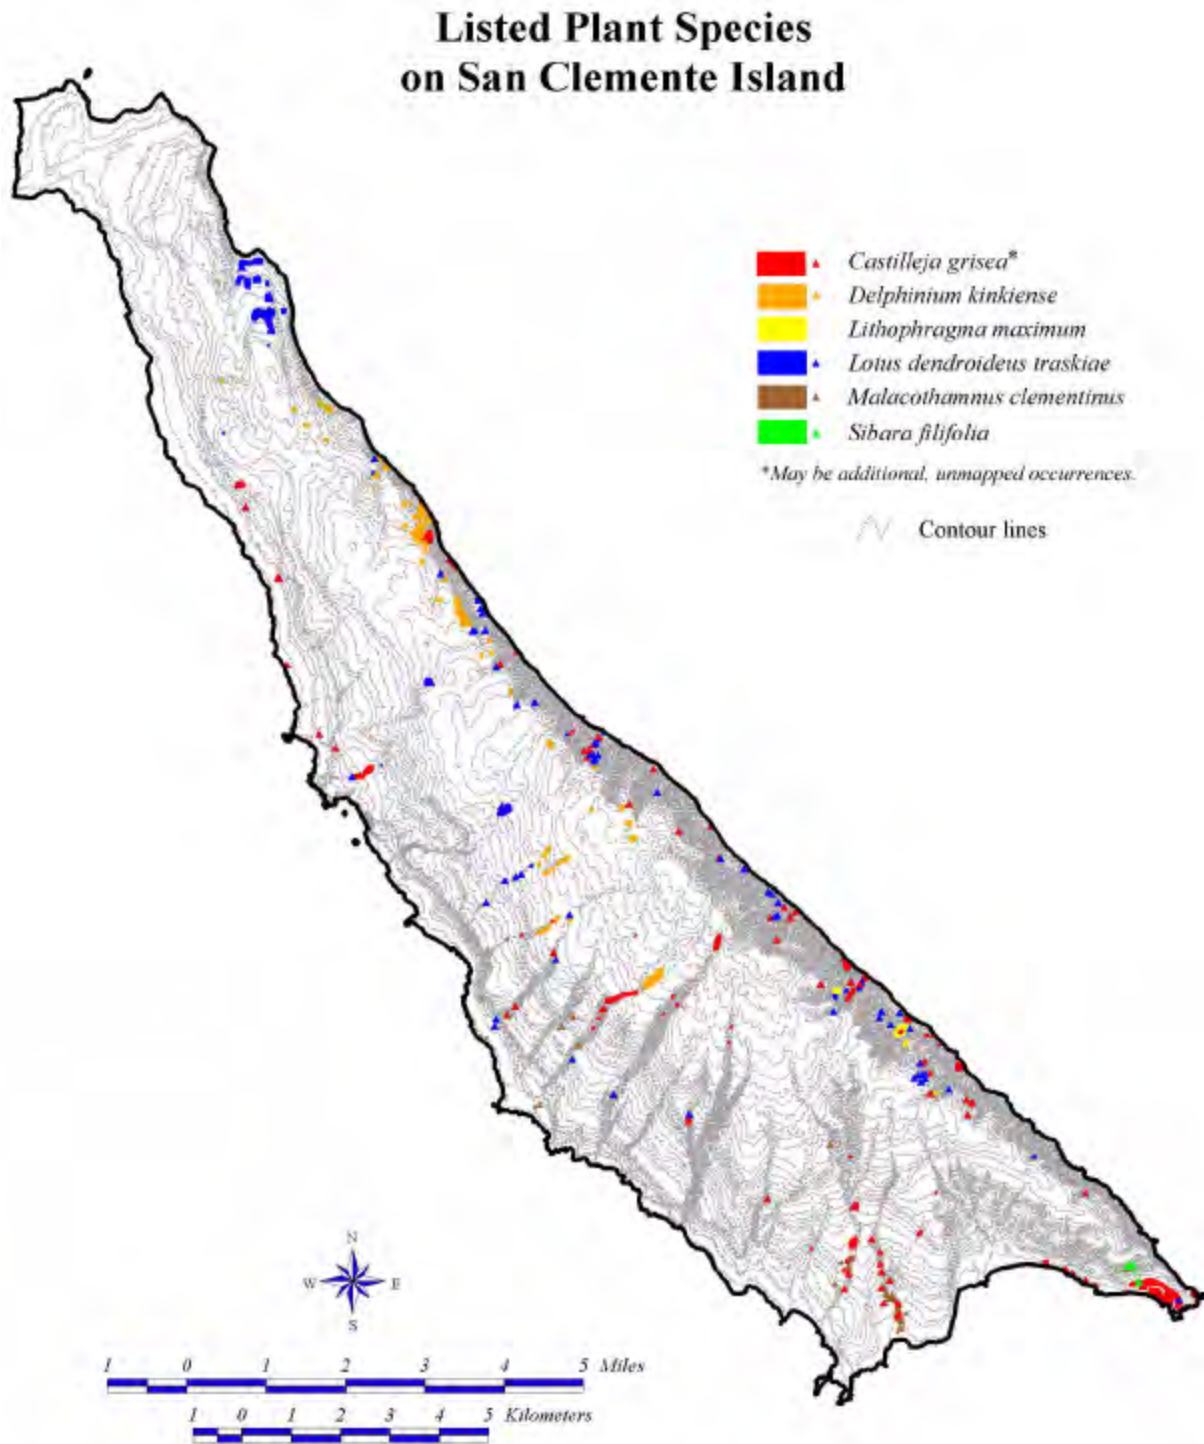 Listed Plant Species
on San Clemente Island
Castilleja grisea*
Delphinium kinkiense
Lithophragma maximum
Lotus dendroideus traskiae
Malacothamnus clementinus
Sibara filifolia
*May be additional, unmapped occurrences.
Contour lines
N
W E
S
1 0 1 2 3 4 5 Miles
1 0 1 2 3 4 5 Kilometers